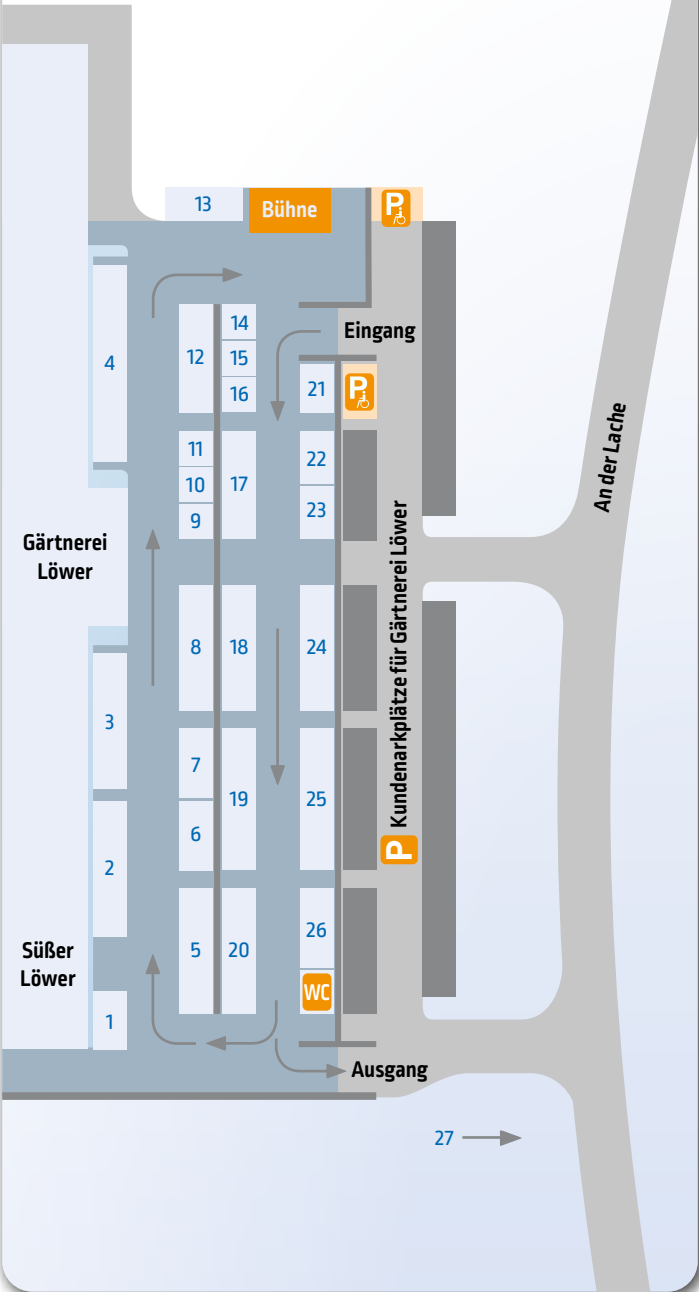 13
Bühne
P
Eingang
14
15
16
12
4
21
P
11
10
9
17
22
23
An der Lache
Gärtnerei
Löwer
Kundenarkplätze für Gärtnerei Löwer
P
8
18
24
3
7
6
19
25
2
Süßer
Löwer
5
20
26
WC
1
Ausgang
27